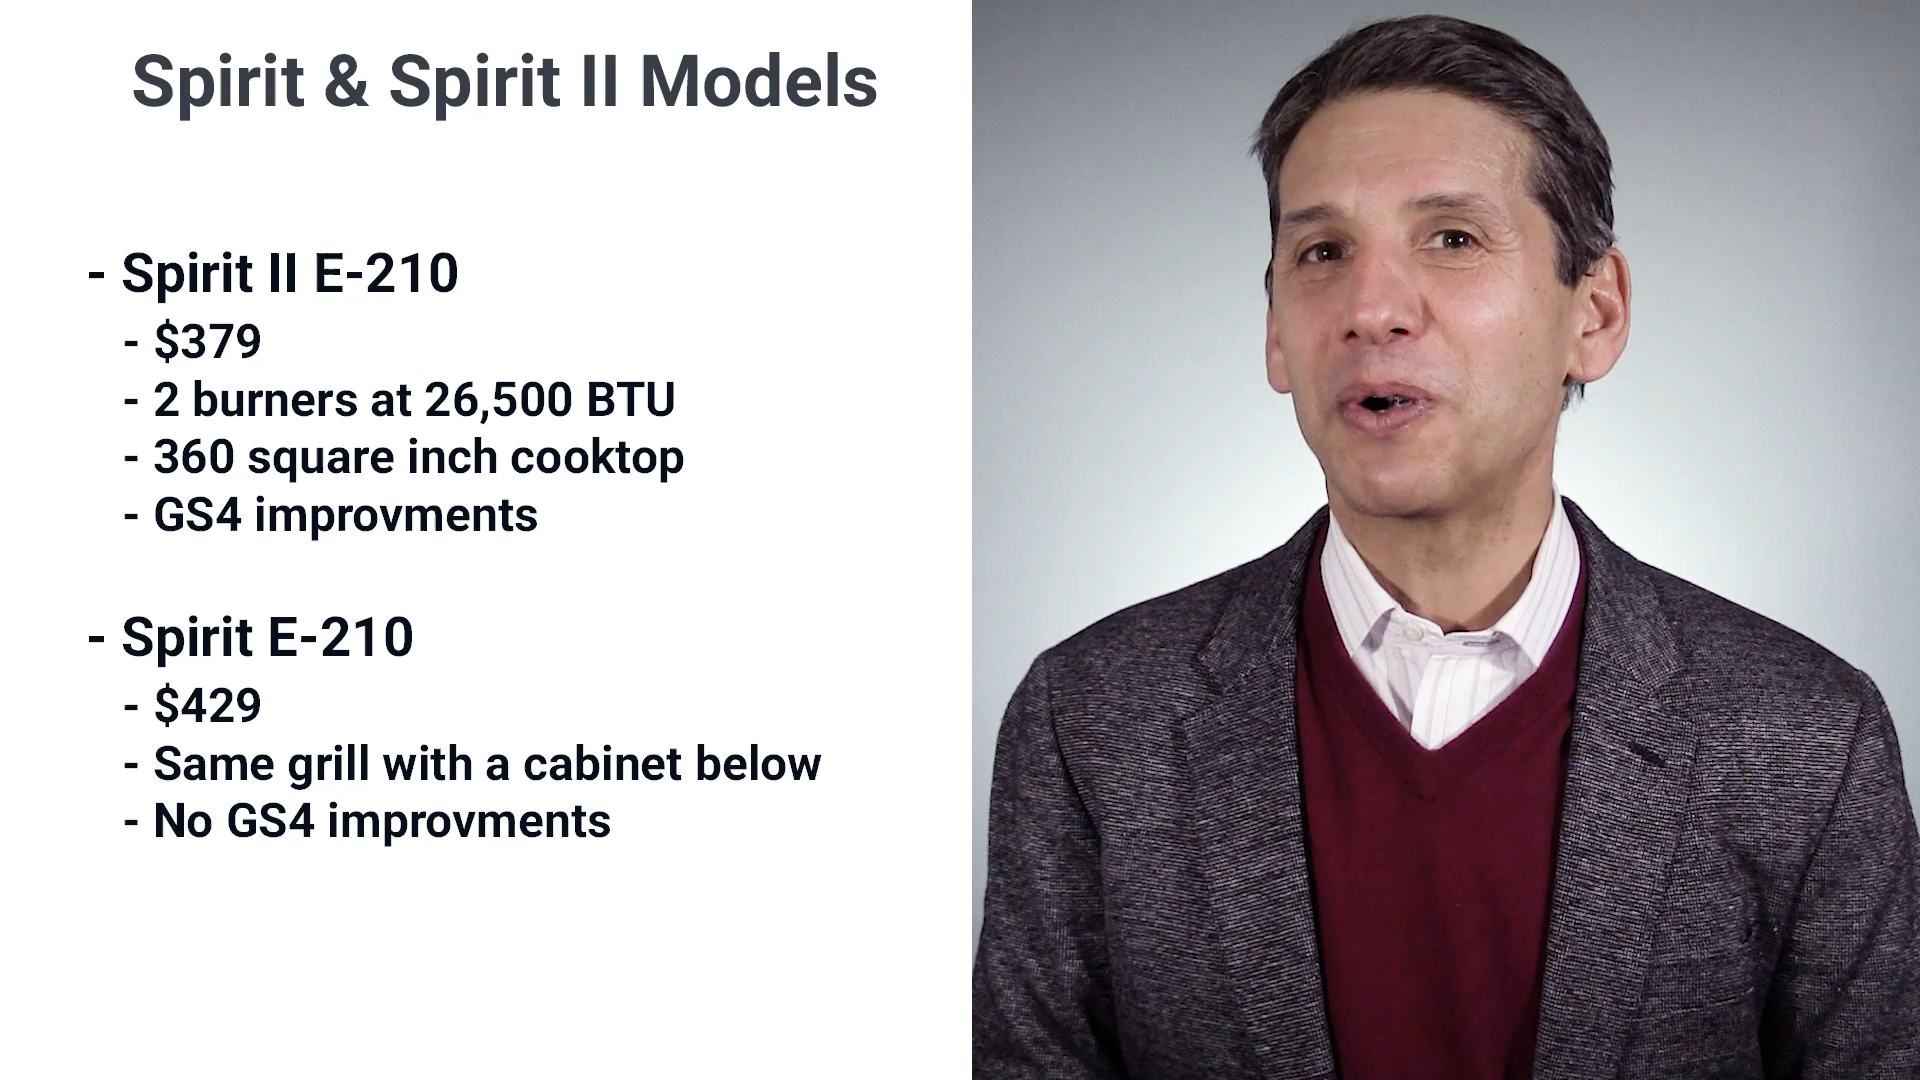 Spirit & Spirit II Models
- Spirit II E-210
- $379
- 2 burners at 26,500 BTU
- 360 square inch cooktop
- GS4 improvments
- Spirit E-210
- $429
- Same grill with a cabinet below
- No GS4 improvments